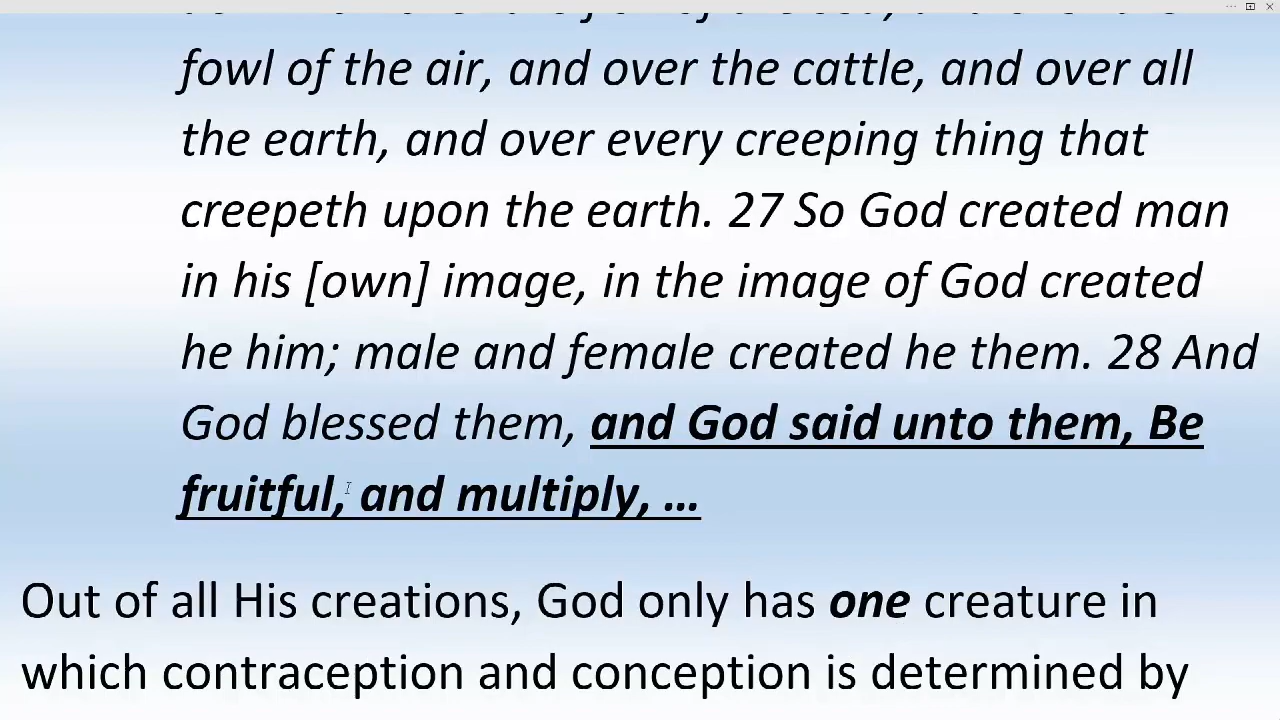 fowl of the air, and over the cattle, and over all
the earth, and over every creeping thing that
creepeth upon the earth. 27 So God created man
in his [own] image, in the image of God created
he him; male and female created he them. 28 And
God blessed them, and God said unto them, Be
fruitful, and multiply, ...
Out of all His creations, God only has one creature in
which contraception and conception is determined by